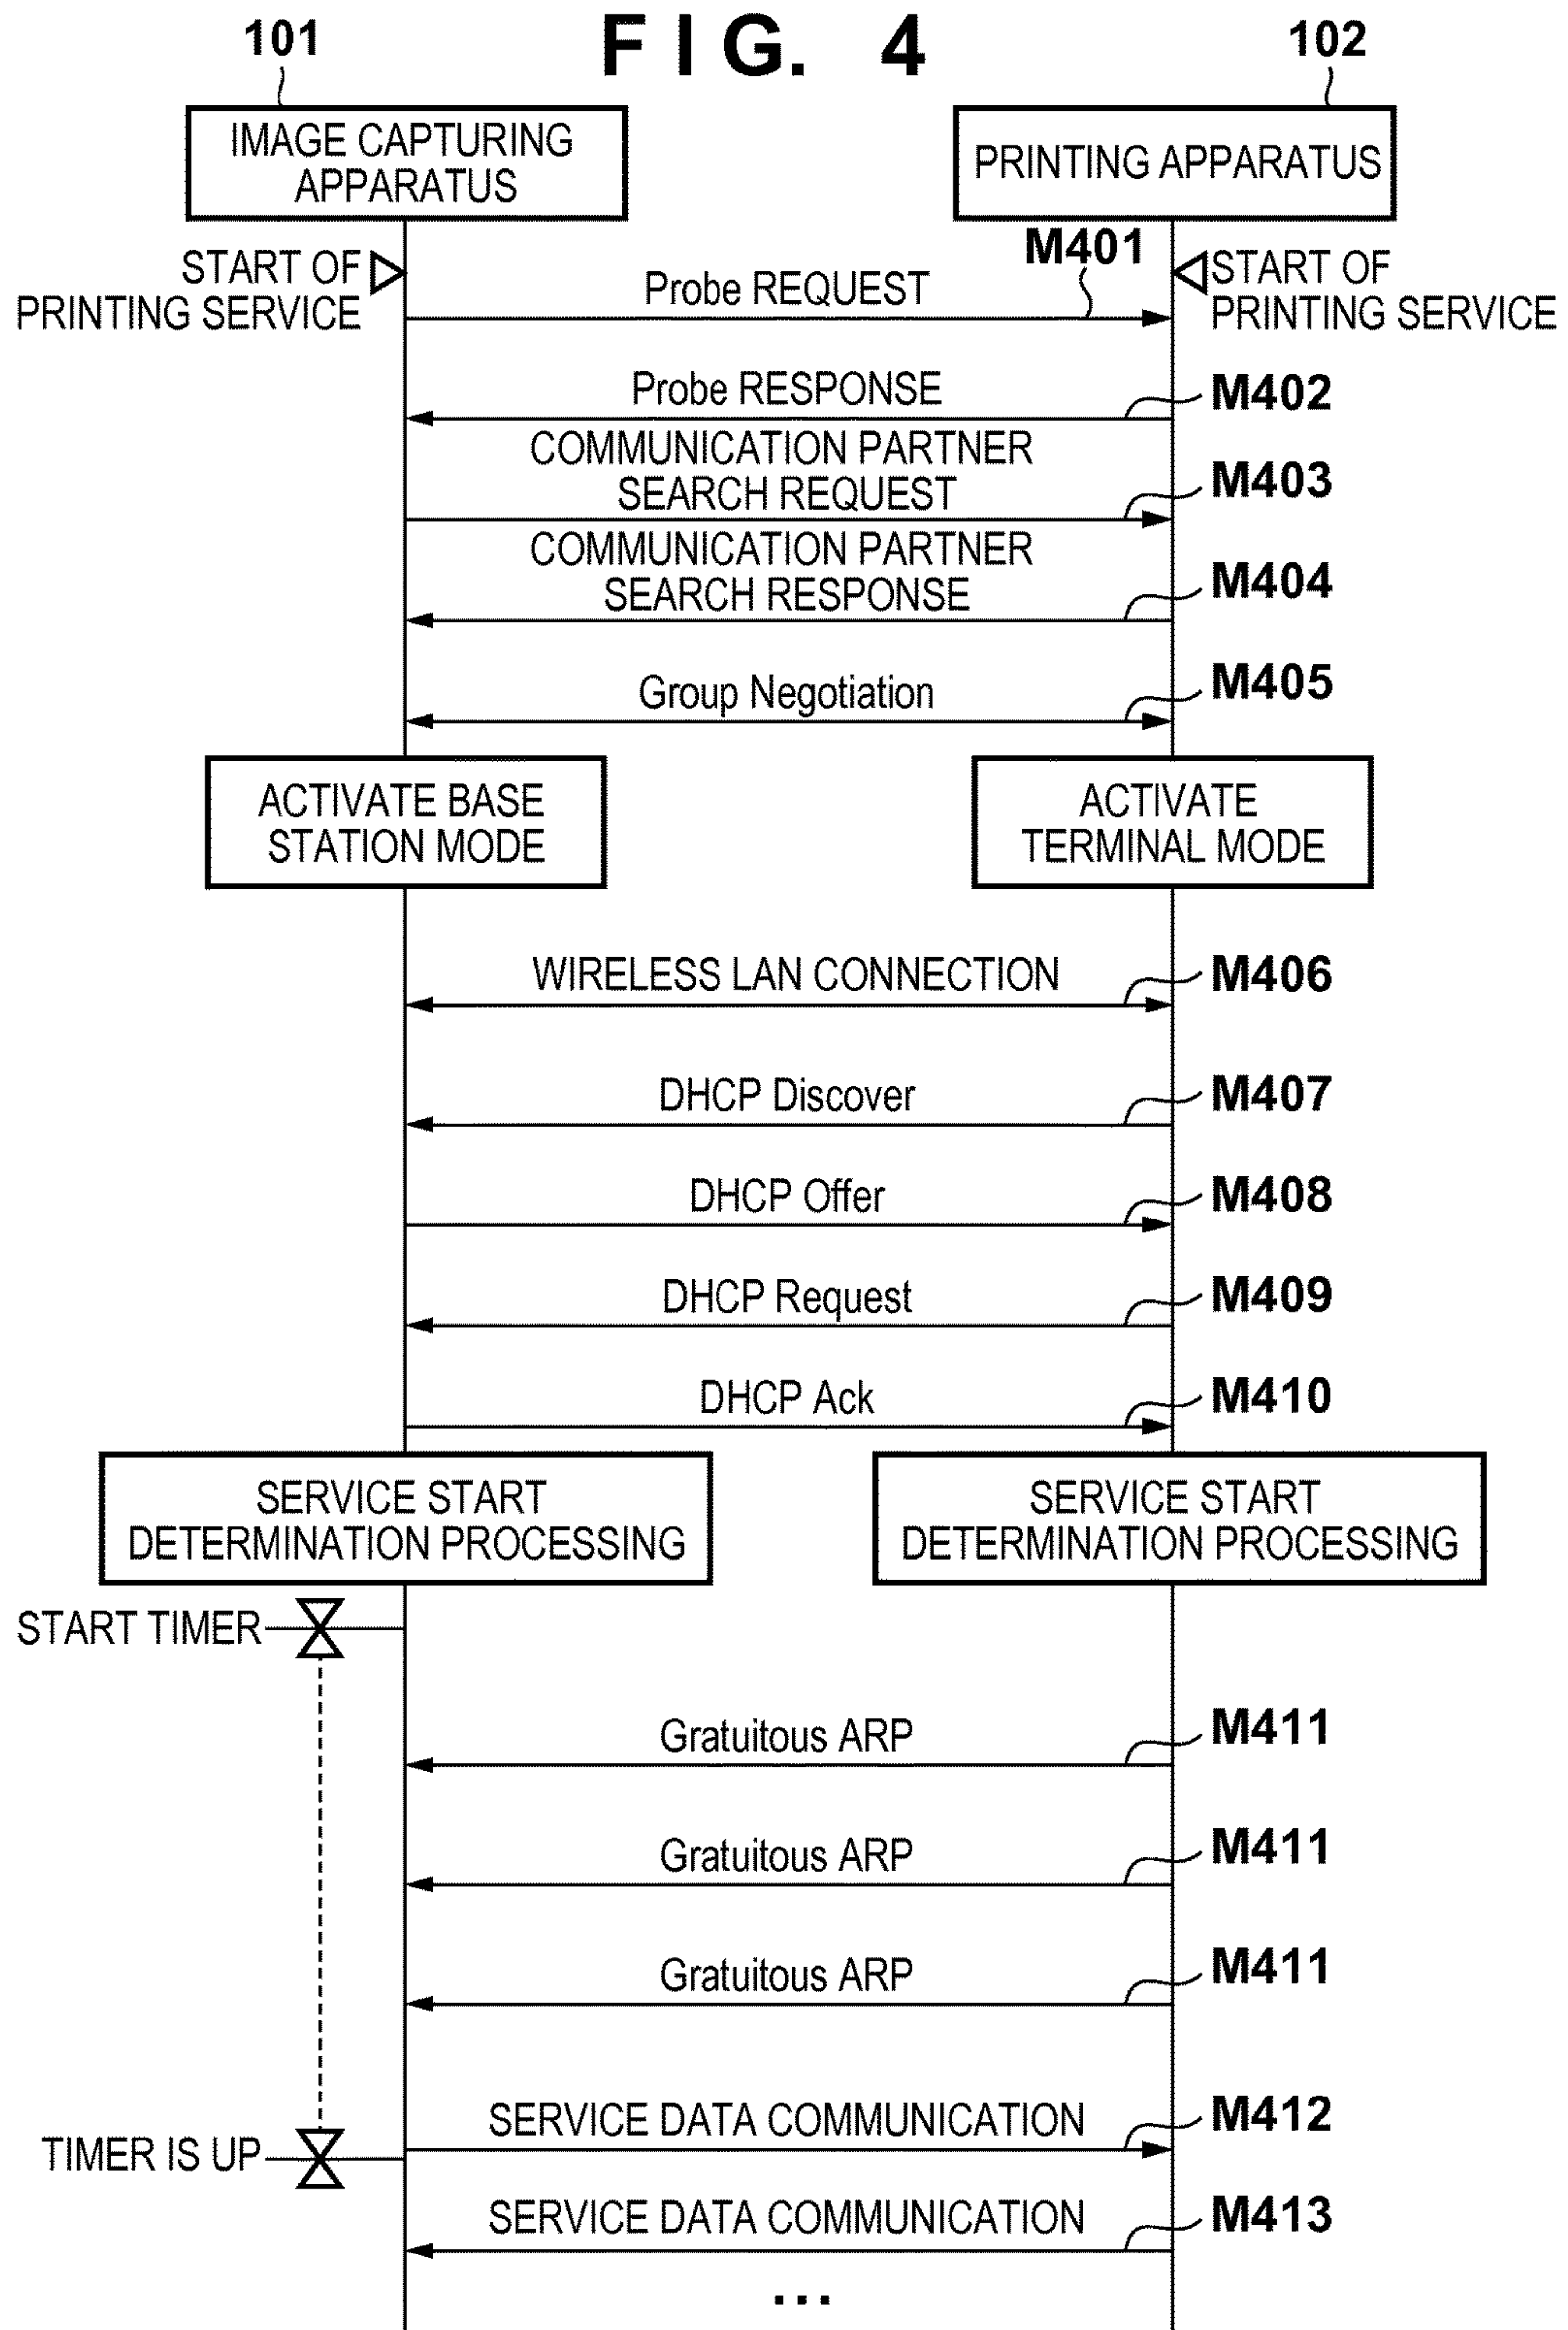 FIG. 4
101
102
IMAGE CAPTURING
APPARATUS
PRINTING APPARATUS
START OF
PRINTING SERVICE
Probe REQUEST
M401
START OF
PRINTING SERVICE
Probe RESPONSE
M402
COMMUNICATION PARTNER
SEARCH REQUEST
M403
COMMUNICATION PARTNER
SEARCH RESPONSE
M404
Group Negotiation
M405
ACTIVATE BASE
STATION MODE
ACTIVATE
TERMINAL MODE
WIRELESS LAN CONNECTION
M406
DHCP Discover
M407
DHCP Offer
M408
DHCP Request
M409
DHCP Ack
M410
SERVICE START
DETERMINATION PROCESSING
SERVICE START
DETERMINATION PROCESSING
START TIMER
Gratuitous ARP
M411
Gratuitous ARP
M411
Gratuitous ARP
M411
SERVICE DATA COMMUNICATION
M412
TIMER IS UP
SERVICE DATA COMMUNICATION
M413
...